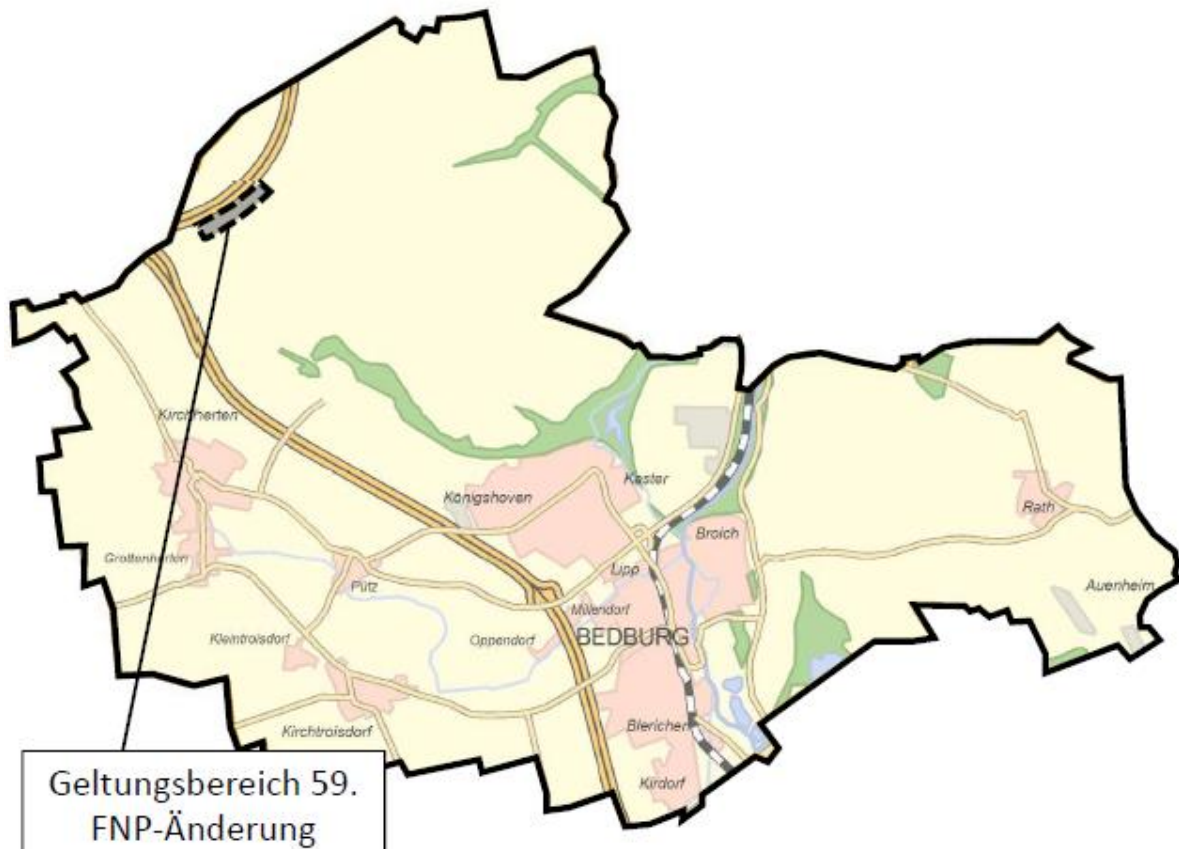 Kirchherten
Königshoven
Kaster
Rath
Broich
Grottenherten
Pütz
Lipp
Auenheim
Millendorf
Kleintroisdorf
Oppendorf
BEDBURG
Kirchtroisdorf
Blerichen
Kirdorf
Geltungsbereich 59.
FNP-Änderung